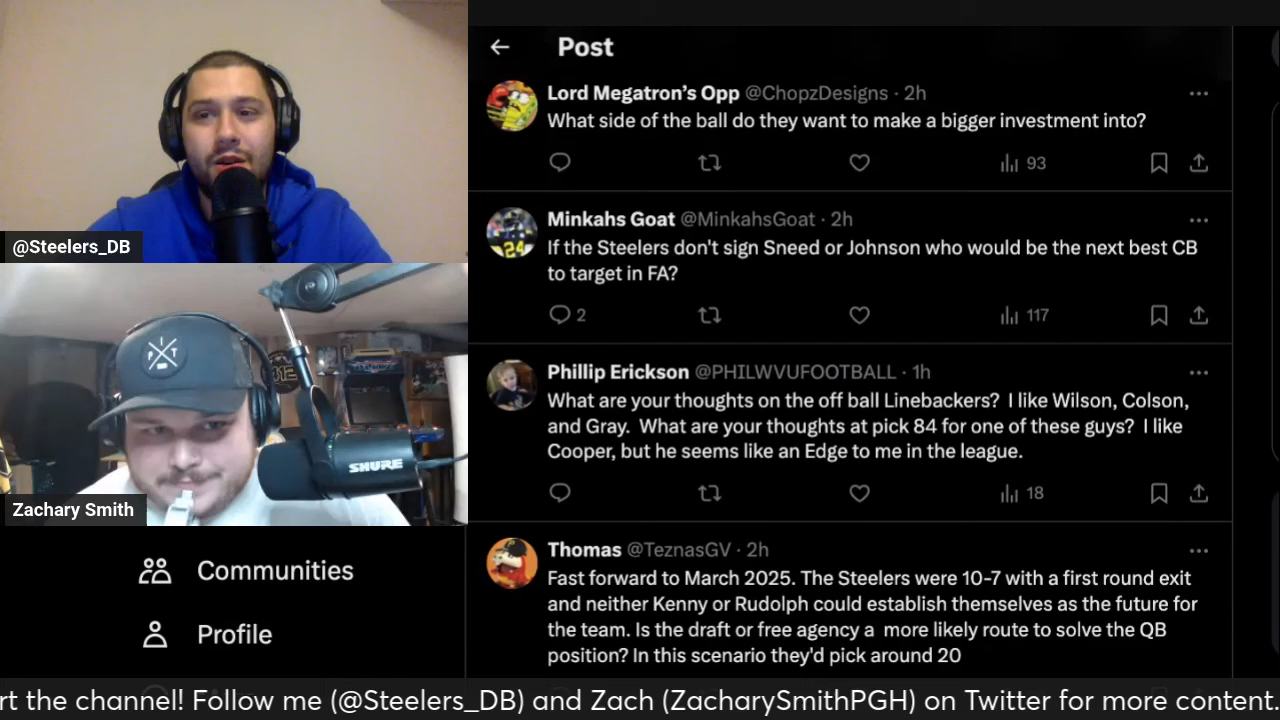 @Steelers_DB
P I T
412
SHURE
Zachary Smith
Communities
Profile
Post
Lord Megatron's Opp @ChopzDesigns · 2h
What side of the ball do they want to make a bigger investment into?
93
Minkahs Goat @MinkahsGoat · 2h
24
If the Steelers don't sign Sneed or Johnson who would be the next best CB
to target in FA?
2 117
Phillip Erickson @PHILWVUFOOTBALL · 1h
What are your thoughts on the off ball Linebackers? I like Wilson, Colson,
and Gray. What are your thoughts at pick 84 for one of these guys? I like
Cooper, but he seems like an Edge to me in the league.
18
Thomas @TeznasGV · 2h
Fast forward to March 2025. The Steelers were 10-7 with a first round exit
and neither Kenny or Rudolph could establish themselves as the future for
the team. Is the draft or free agency a more likely route to solve the QB
position? In this scenario they'd pick around 20
rt the channel! Follow me (@Steelers_DB) and Zach (ZacharySmithPGH) on Twitter for more content.